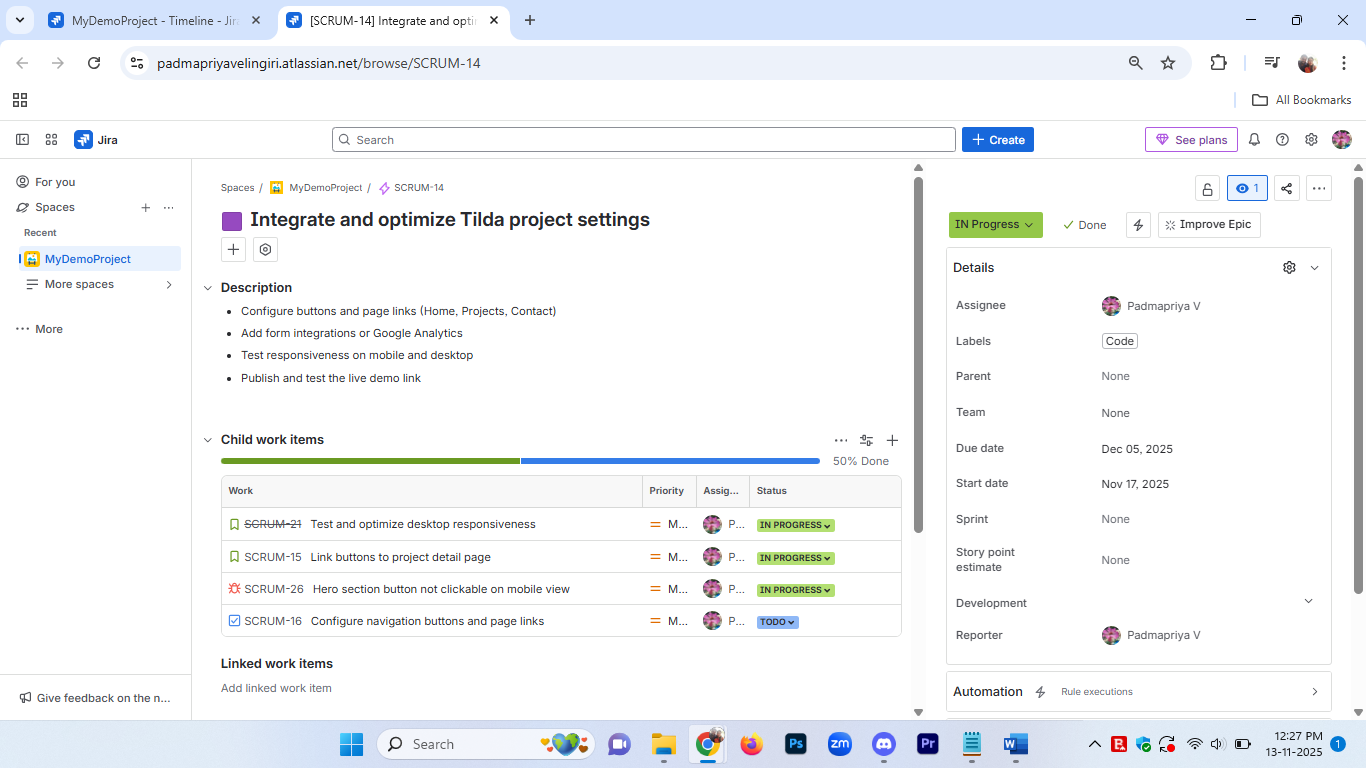 MyDemoProject - Timeline - Jir
[SCRUM-14] Integrate and opti
padmapriyavelingiri.atlassian.net/browse/SCRUM-14
All Bookmarks
Jira
Search
Create
See plans
For you
Spaces
Recent
MyDemoProject
More spaces
More
Give feedback on the n...
Spaces / MyDemoProject / SCRUM-14
Integrate and optimize Tilda project settings
Description
Configure buttons and page links (Home, Projects, Contact)
Add form integrations or Google Analytics
Test responsiveness on mobile and desktop
Publish and test the live demo link
Child work items
50% Done
Work Priority Assig... Status
SCRUM-21 Test and optimize desktop responsiveness M... P... IN PROGRESS
SCRUM-15 Link buttons to project detail page M... P... IN PROGRESS
SCRUM-26 Hero section button not clickable on mobile view M... P... IN PROGRESS
SCRUM-16 Configure navigation buttons and page links M... P... TODO
Linked work items
Add linked work item
1
IN Progress Done Improve Epic
Details
Assignee Padmapriya V
Labels Code
Parent None
Team None
Due date Dec 05, 2025
Start date Nov 17, 2025
Sprint None
Story point
estimate None
Development
Reporter Padmapriya V
Automation Rule executions
Search
Ps
zm
Pr
W
12:27 PM
13-11-2025
1